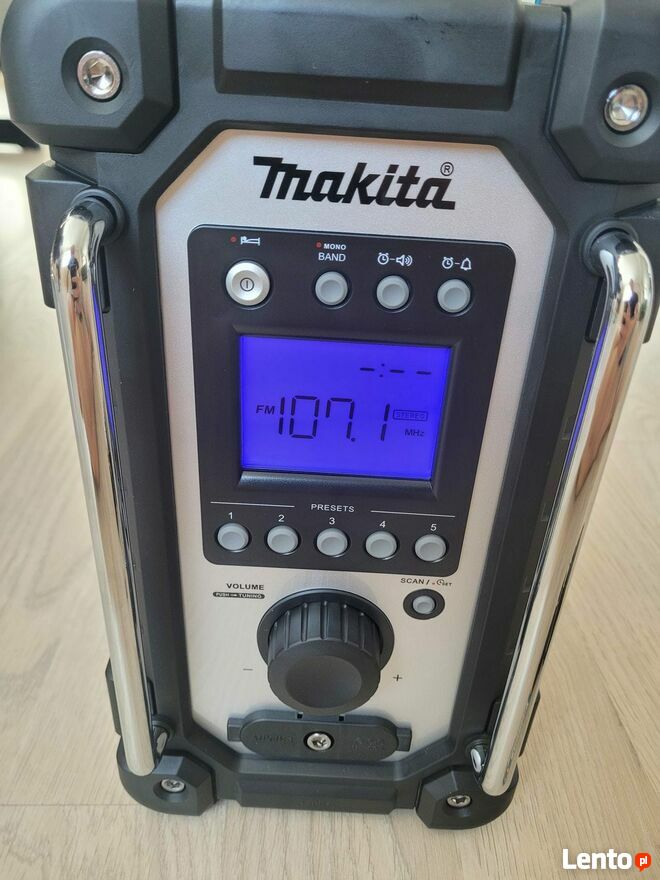 Makita®
MONO
BAND
-:--
FM 107.1 STEREO
MHz
PRESETS
1 2 3 4 5
VOLUME
PUSH TUNING
SCAN / SET
- +
Lento pl